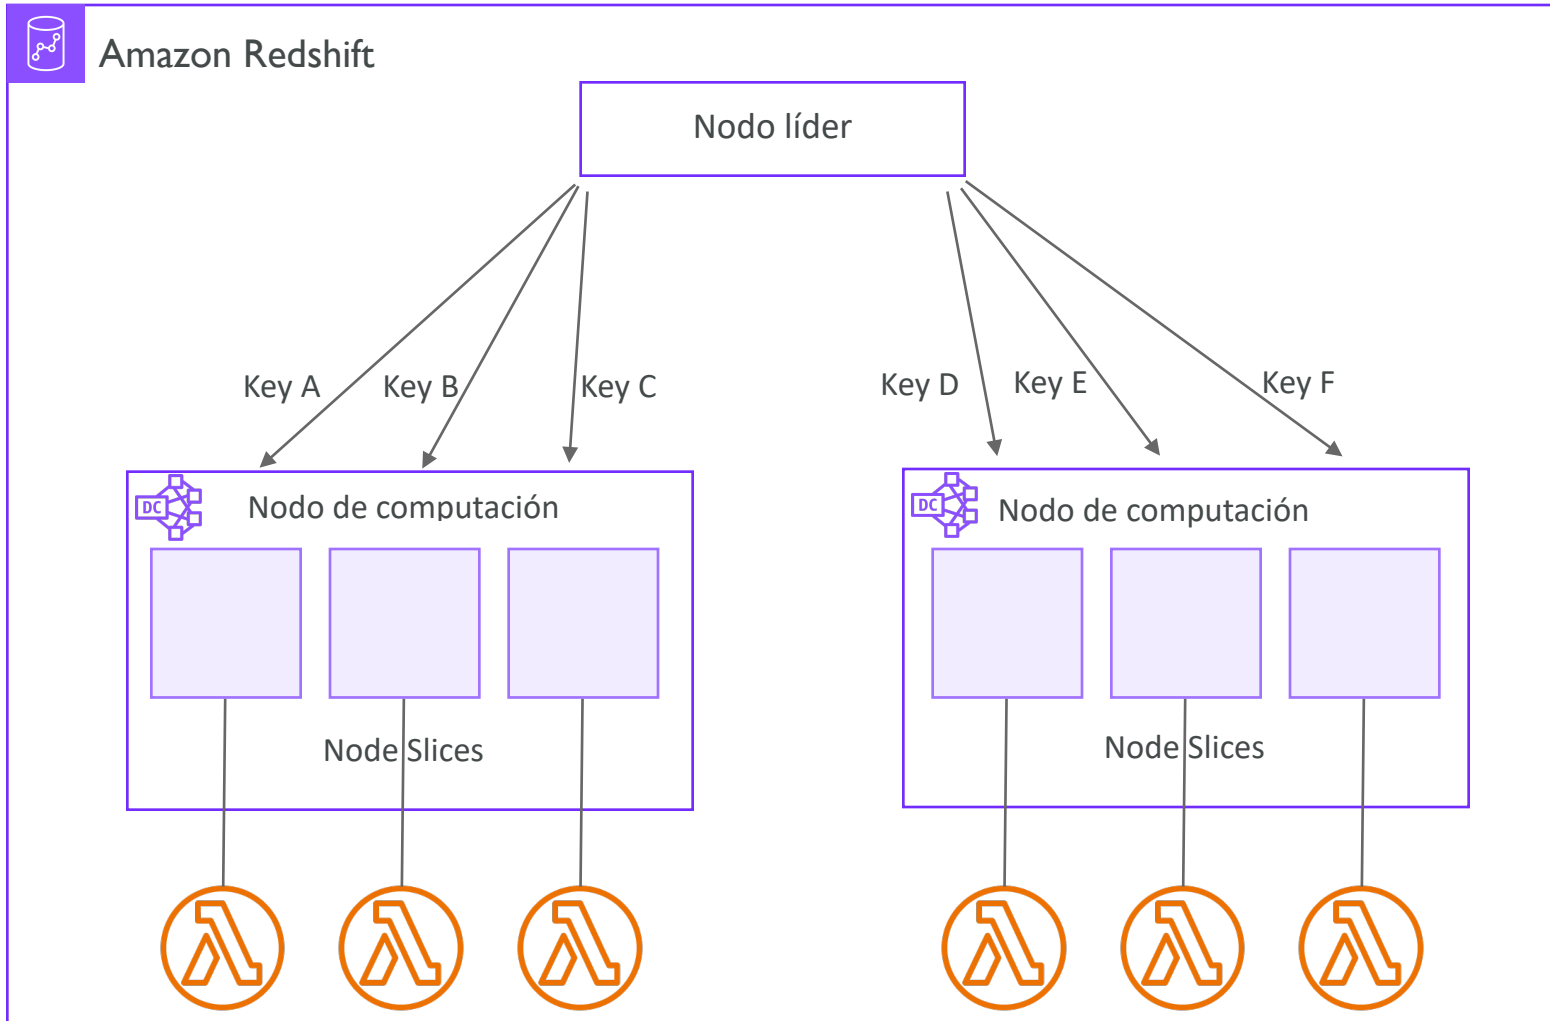 Amazon Redshift
Nodo líder
Key A
Key B
Key C
Key D
Key E
Key F
DC
Nodo de computación
DC
Nodo de computación
Node Slices
Node Slices